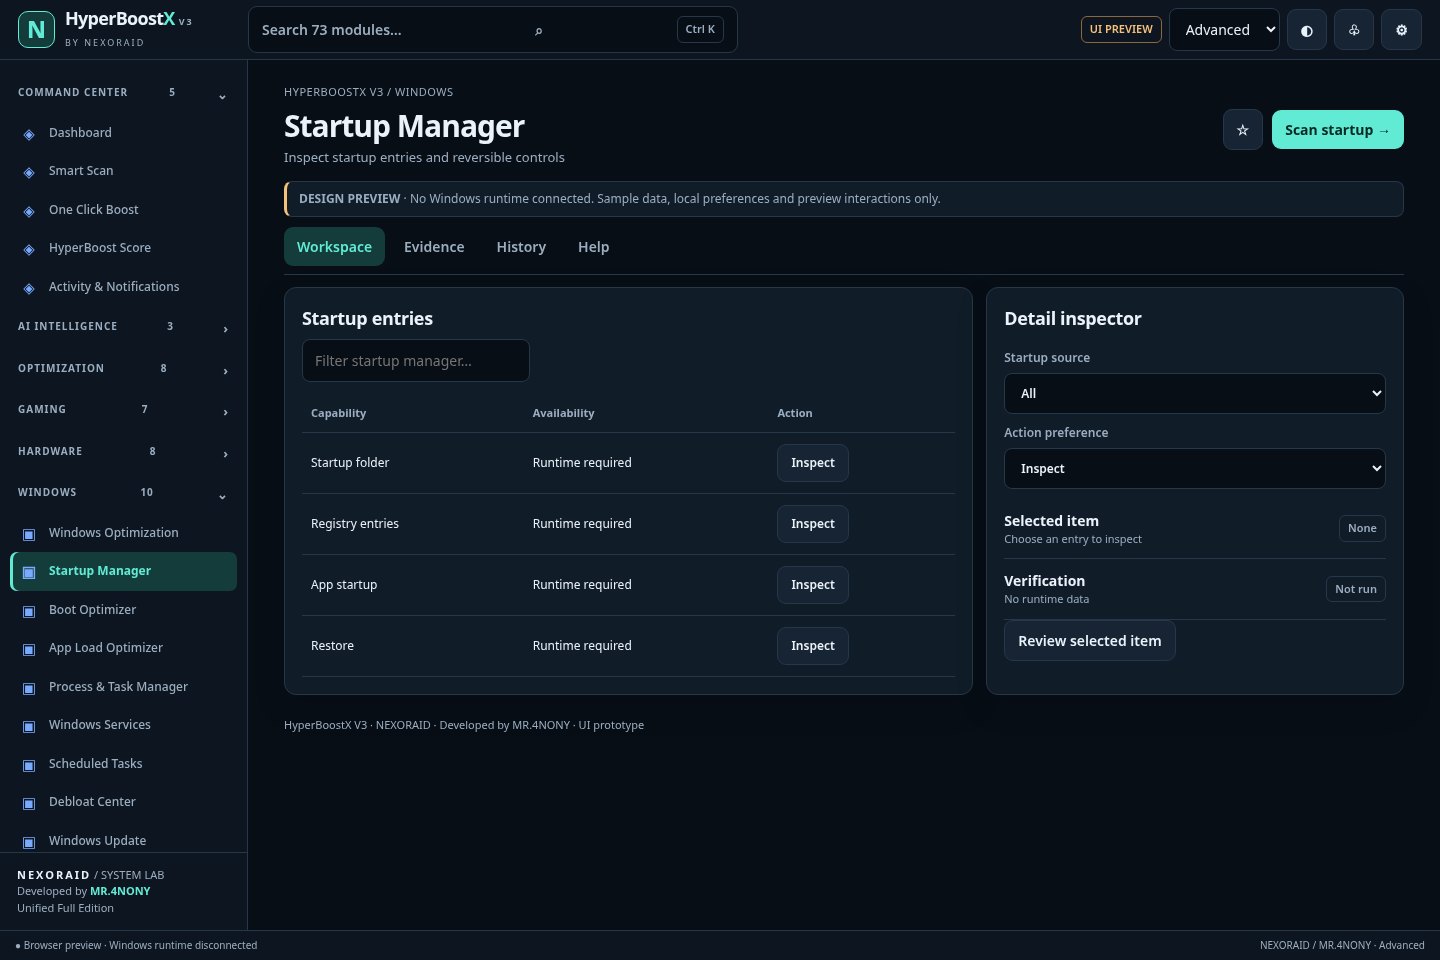 N HyperBoostX V3
BY NEXORAID
Search 73 modules...
Ctrl K
UI PREVIEW
Advanced
COMMAND CENTER 5
Dashboard
Smart Scan
One Click Boost
HyperBoost Score
Activity & Notifications
AI INTELLIGENCE 3
OPTIMIZATION 8
GAMING 7
HARDWARE 8
WINDOWS 10
Windows Optimization
Startup Manager
Boot Optimizer
App Load Optimizer
Process & Task Manager
Windows Services
Scheduled Tasks
Debloat Center
Windows Update
NEXORAID / SYSTEM LAB
Developed by MR.4NONY
Unified Full Edition
HYPERBOOSTX V3 / WINDOWS
Startup Manager
Inspect startup entries and reversible controls
Scan startup →
DESIGN PREVIEW · No Windows runtime connected. Sample data, local preferences and preview interactions only.
Workspace Evidence History Help
Startup entries
Filter startup manager...
Capability Availability Action
Startup folder Runtime required Inspect
Registry entries Runtime required Inspect
App startup Runtime required Inspect
Restore Runtime required Inspect
Detail inspector
Startup source
All
Action preference
Inspect
Selected item
Choose an entry to inspect
None
Verification
No runtime data
Not run
Review selected item
HyperBoostX V3 · NEXORAID · Developed by MR.4NONY · UI prototype
● Browser preview · Windows runtime disconnected
NEXORAID / MR.4NONY · Advanced